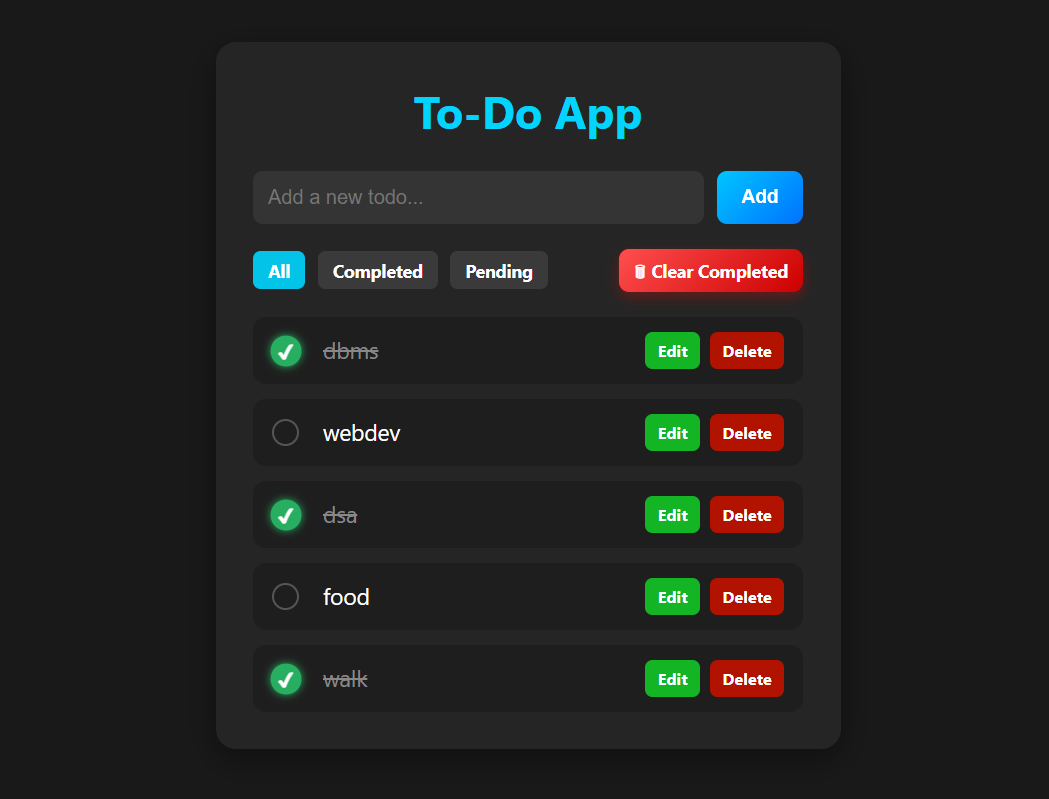 To-Do App
Add a new todo... Add
All Completed Pending 🗑 Clear Completed
dbms Edit Delete
webdev Edit Delete
dsa Edit Delete
food Edit Delete
walk Edit Delete